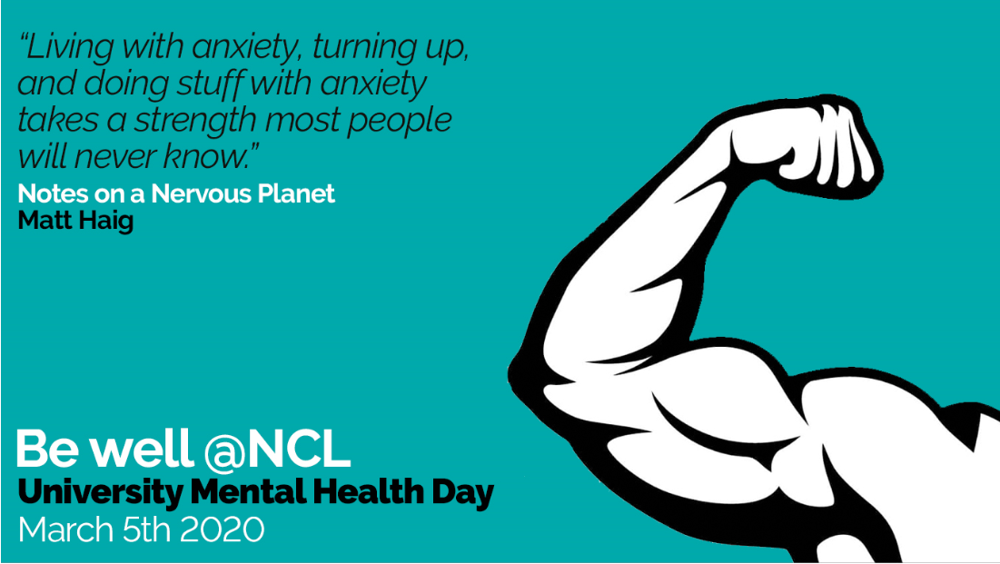 “Living with anxiety, turning up,
and doing stuff with anxiety
takes a strength most people
will never know.”
Notes on a Nervous Planet
Matt Haig
Be well @NCL
University Mental Health Day
March 5th 2020